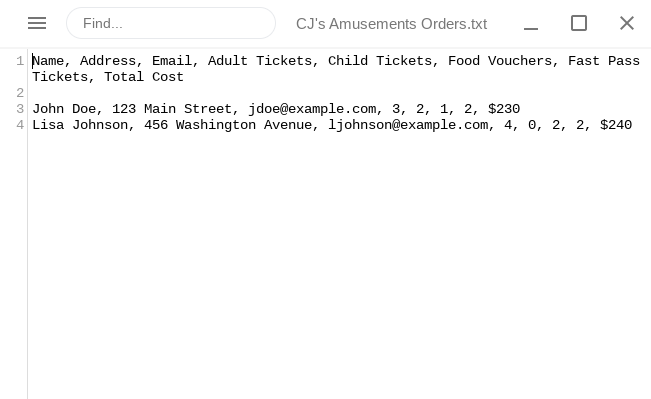 Find... CJ's Amusements Orders.txt
1 Name, Address, Email, Adult Tickets, Child Tickets, Food Vouchers, Fast Pass
Tickets, Total Cost
2
3 John Doe, 123 Main Street, jdoe@example.com, 3, 2, 1, 2, $230
4 Lisa Johnson, 456 Washington Avenue, ljohnson@example.com, 4, 0, 2, 2, $240